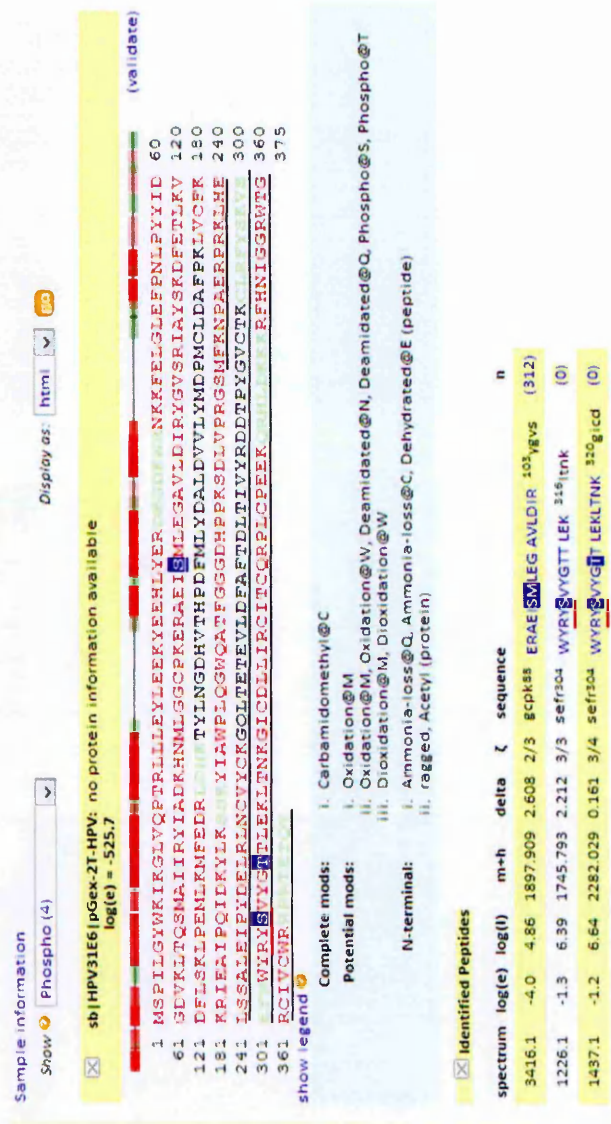 Sample information
Show Phospho (4) Display as: html go
sb|HPV31E6|pGex-2T-HPV: no protein information available
log(e) = -525.7
(validate)
1 MSPILGYWKIKGLVQPTRLLLEYLEEKYEEHLYER NKKFELGLEFPNLPYYID 60
61 GDVKLTQSMAIIRYIADKHNMLGGCPKERAEISMLEGAVLDIRYGVSRIAYSKDFETLKV 120
121 DFLSKLPEMLKMFEDR TYLNGDHVTHPDFMLYDALDVVLYMDPMCLDAFPKLVCFK 180
181 KRIEAIPQIDKYLK YIAWPLQGWQATFGGGDHPPKSDLVPRGSMFKNPAERPRKLHE 240
241 LSSALEIPYDELRLNCVYCKGQLTETEVLDFAFTDLTIVYRDDTPYGVCTK 300
301 WYRYSVYGTTLEKLTNKGICDLLIRCITCQRPLCPEEK RFHNIGGRWTG 360
361 RCIVCWR 375
show legend
Complete mods: i. Carbamidomethyl@C
Potential mods: i. Oxidation@M
ii. Oxidation@M, Oxidation@W, Deamidated@N, Deamidated@Q, Phospho@S, Phospho@T
iii. Dioxidation@M, Dioxidation@W
N-terminal: i. Ammonia-loss@Q, Ammonia-loss@C, Dehydrated@E (peptide)
ii. ragged, Acetyl (protein)
Identified Peptides
spectrum log(e) log(I) m+h delta ζ sequence n
3416.1 -4.0 4.86 1897.909 2.608 2/3 gcpk88 ERAEISMLEG AVLDIR 103ygvs (312)
1226.1 -1.3 6.39 1745.793 2.212 3/3 sefr304 WYRYSVYGTT LEK 316ltnk (0)
1437.1 -1.2 6.64 2282.029 0.161 3/4 sefr304 WYRYSVYGTT LEKLTNK 320gicd (0)